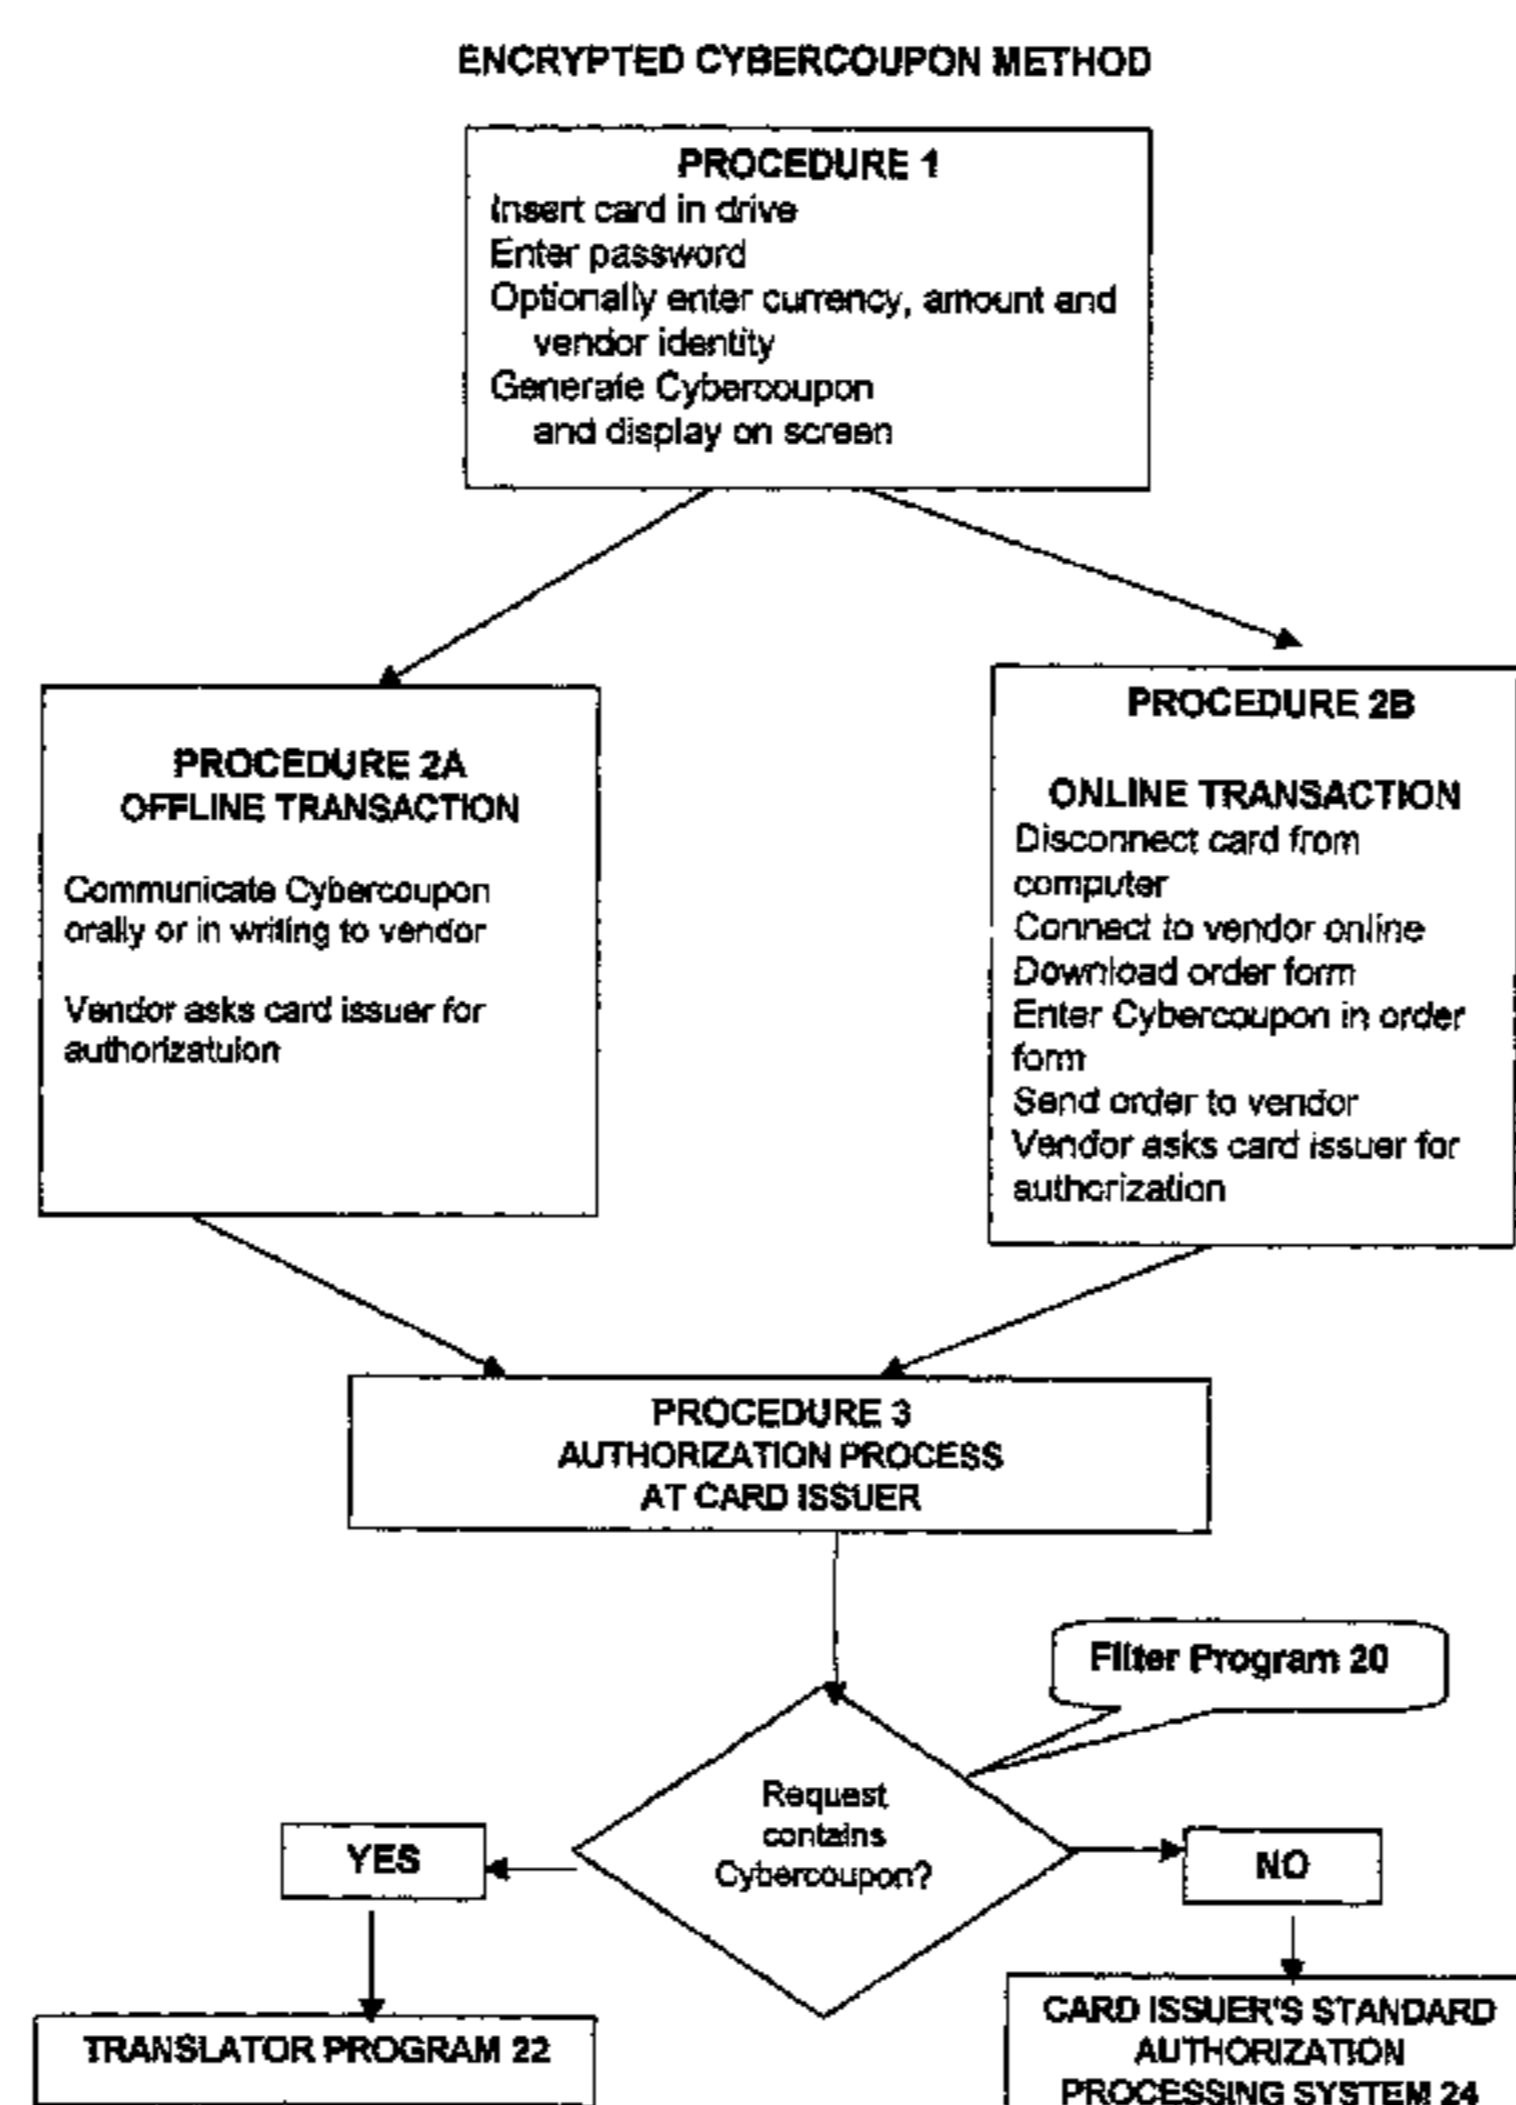 ENCRYPTED CYBERCOUPON METHOD
PROCEDURE 1
Insert card in drive
Enter password
Optionally enter currency, amount and
vendor identity
Generate Cybercoupon
and display on screen
PROCEDURE 2A
OFFLINE TRANSACTION
Communicate Cybercoupon
orally or in writing to vendor
Vendor asks card issuer for
authorizatuion
PROCEDURE 2B
ONLINE TRANSACTION
Disconnect card from
computer
Connect to vendor online
Download order form
Enter Cybercoupon in order
form
Send order to vendor
Vendor asks card issuer for
authorization
PROCEDURE 3
AUTHORIZATION PROCESS
AT CARD ISSUER
Filter Program 20
Request
contains
Cybercoupon?
YES
NO
TRANSLATOR PROGRAM 22
CARD ISSUER'S STANDARD
AUTHORIZATION
PROCESSING SYSTEM 24